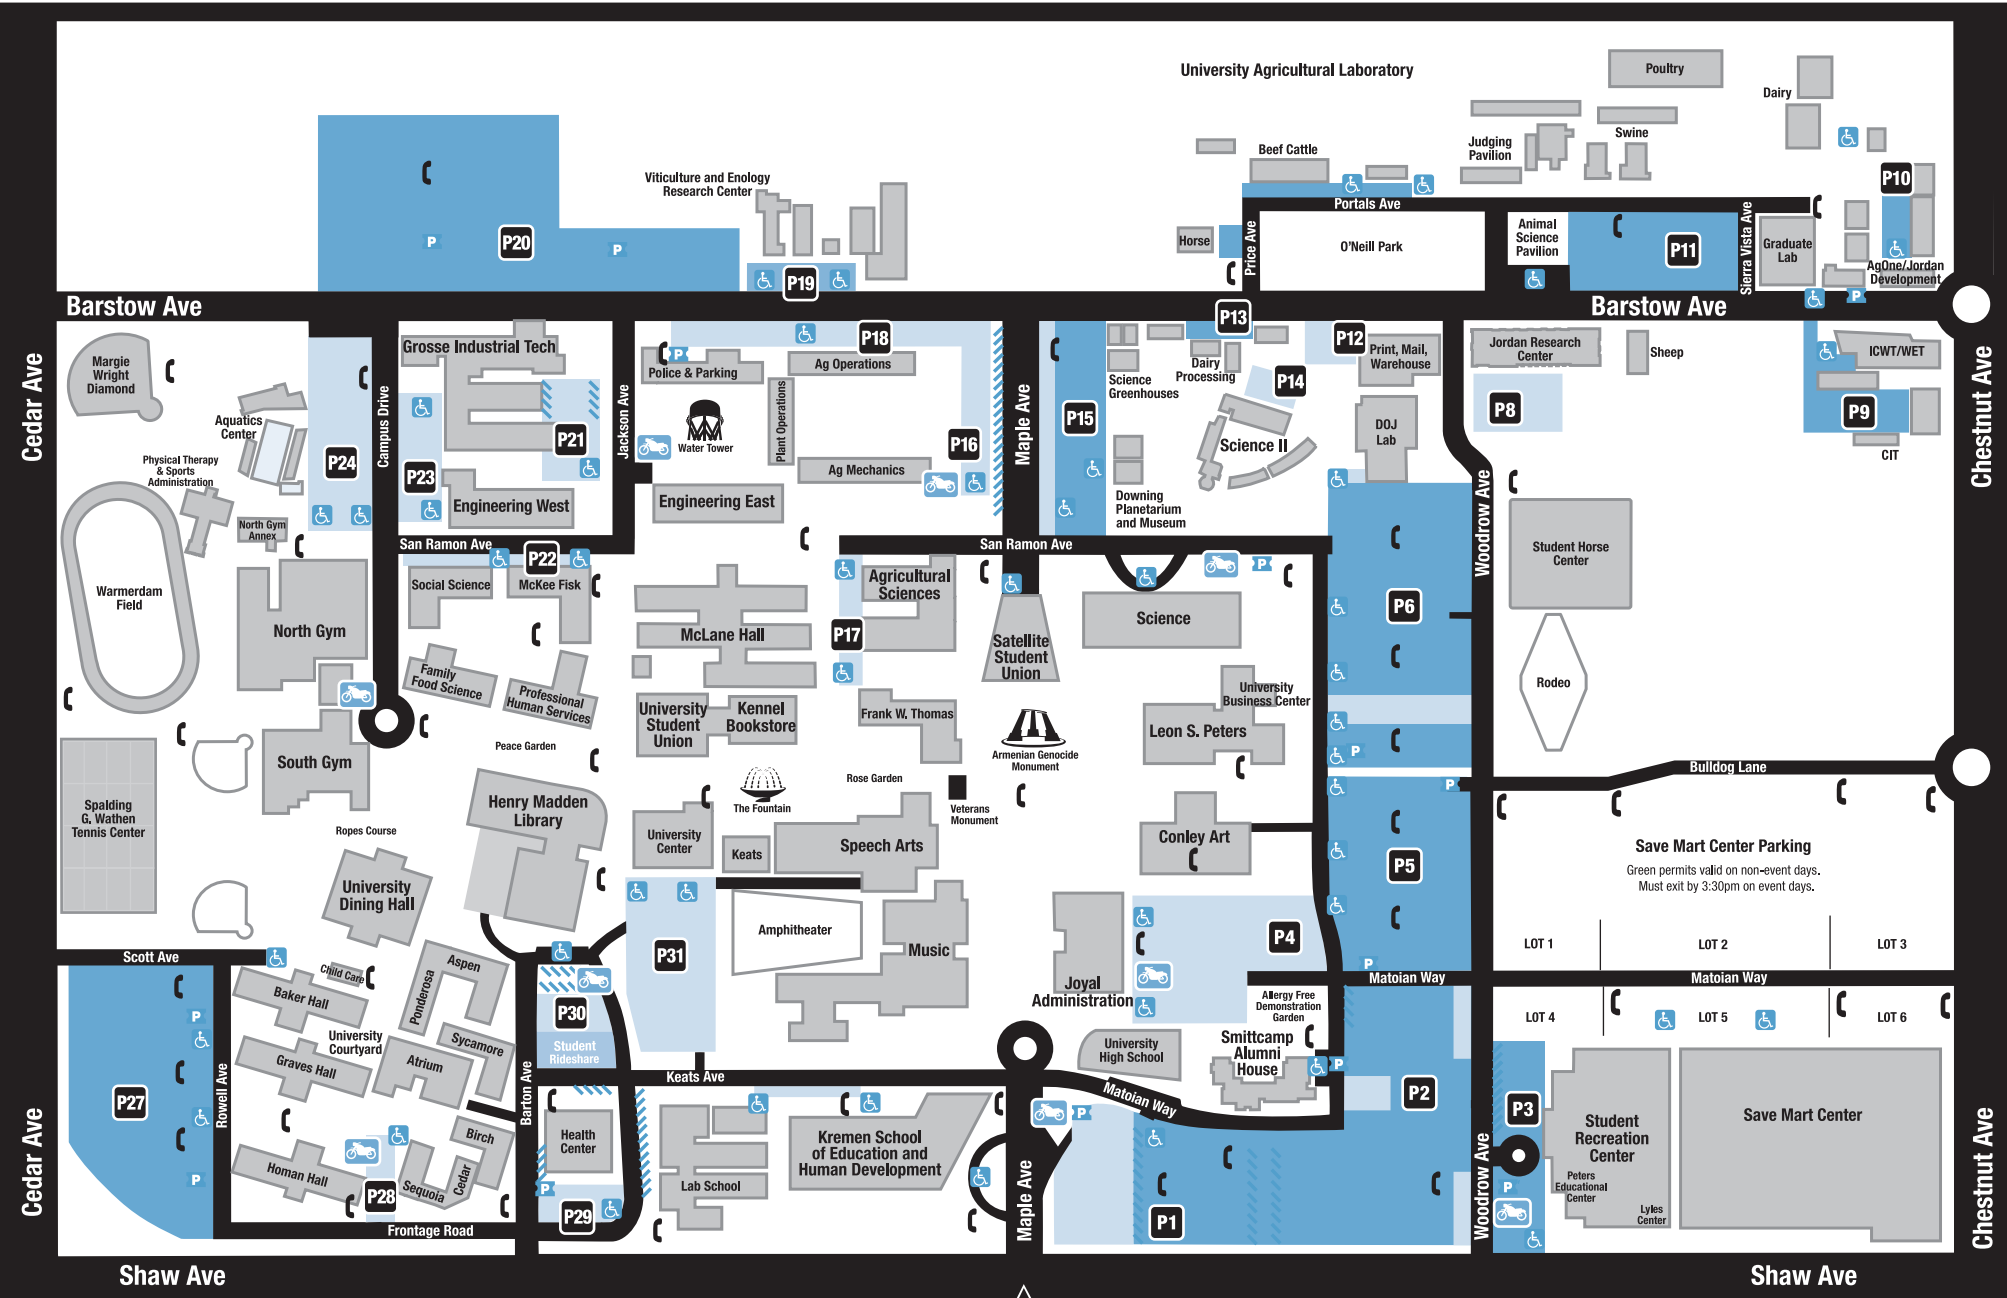 University Agricultural Laboratory
Poultry
Dairy
Swine
Judging
Pavilion
Beef Cattle
Viticulture and Enology
Research Center
P10
Portals Ave
P20
P
P
P19
Horse
Price Ave
O'Neill Park
Animal
Science
Pavilion
P11
Sierra Vista Ave
Graduate
Lab
AgOne/Jordan
Development
P
Barstow Ave
Barstow Ave
Cedar Ave
Margie
Wright
Diamond
Campus Drive
Grosse Industrial Tech
Jackson Ave
P
Police & Parking
P18
Ag Operations
Plant Operations
Water Tower
Ag Mechanics
P16
Maple Ave
P15
P13
Dairy
Processing
Science
Greenhouses
P14
P12
Print, Mail,
Warehouse
Science II
DOJ
Lab
Downing
Planetarium
and Museum
Jordan Research
Center
Sheep
P8
ICWT/WET
P9
CIT
Chestnut Ave
Aquatics
Center
Physical Therapy
& Sports
Administration
P24
P23
P21
North Gym
Annex
Engineering West
Engineering East
San Ramon Ave
P22
San Ramon Ave
P
Woodrow Ave
Student Horse
Center
Warmerdam
Field
North Gym
Social Science
McKee Fisk
McLane Hall
P17
Agricultural
Sciences
Satellite
Student
Union
Science
P6
Rodeo
Family
Food Science
Professional
Human Services
University
Student
Union
Kennel
Bookstore
Frank W. Thomas
University
Business Center
Leon S. Peters
Armenian Genocide
Monument
P
South Gym
Peace Garden
Spalding
G. Wathen
Tennis Center
Henry Madden
Library
The Fountain
Rose Garden
Veterans
Monument
P
Bulldog Lane
Ropes Course
University
Center
Keats
Speech Arts
Conley Art
P5
Save Mart Center Parking
Green permits valid on non-event days.
Must exit by 3:30pm on event days.
University
Dining Hall
Amphitheater
Music
P31
P4
P
LOT 1
LOT 2
LOT 3
Scott Ave
Child Care
Aspen
Ponderosa
Baker Hall
P
P30
Joyal
Administration
Matoian Way
Matoian Way
Allergy Free
Demonstration
Garden
LOT 4
LOT 5
LOT 6
University
Courtyard
Sycamore
Graves Hall
Atrium
Student
Rideshare
University
High School
Smittcamp
Alumni
House
P
P27
Rowell Ave
Barton Ave
Keats Ave
Matoian Way
P2
P3
P
Health
Center
Birch
Cedar
Sequoia
Homan Hall
P
P28
P
P29
Lab School
Kremen School
of Education and
Human Development
Maple Ave
P1
Woodrow Ave
P
Student
Recreation
Center
Peters
Educational
Center
Lyles
Center
Save Mart Center
Cedar Ave
Chestnut Ave
Frontage Road
Shaw Ave
Shaw Ave